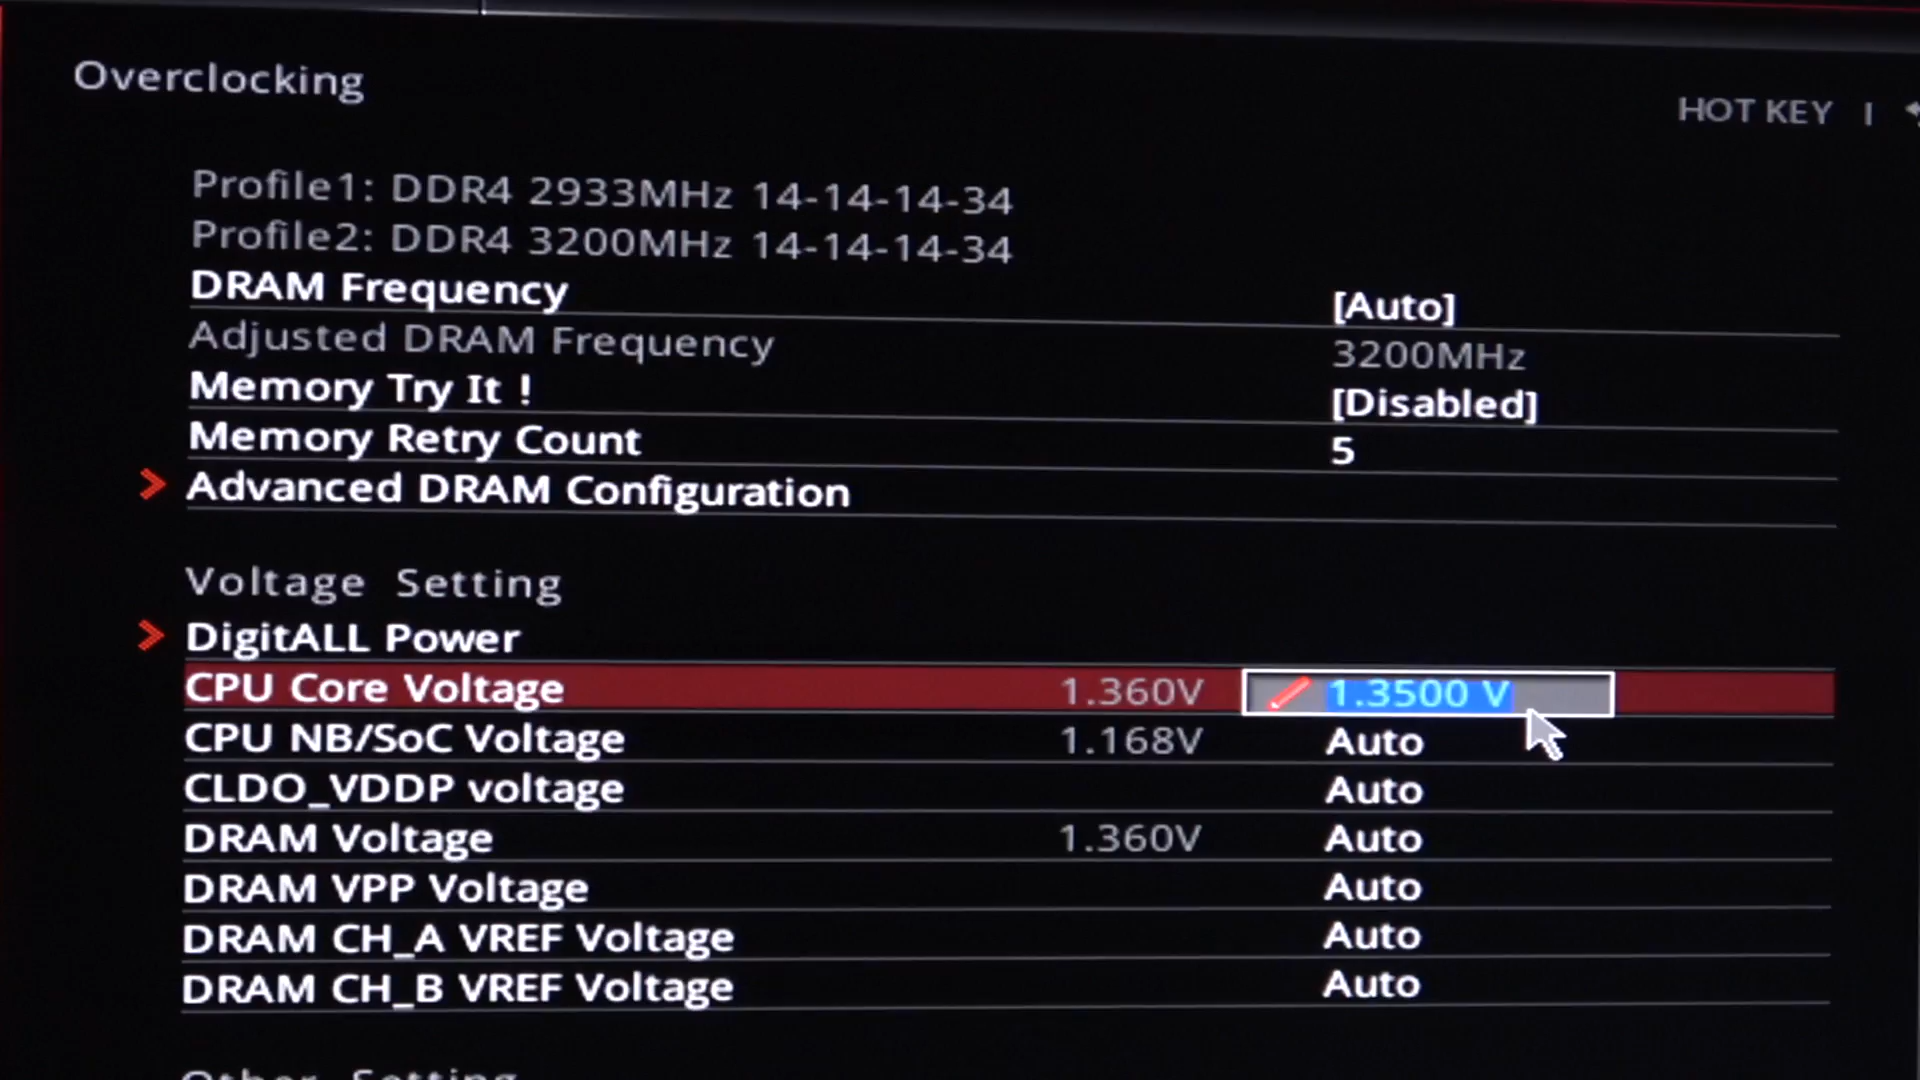 Overclocking
HOT KEY |
Profile1: DDR4 2933MHz 14-14-14-34
Profile2: DDR4 3200MHz 14-14-14-34
DRAM Frequency [Auto]
Adjusted DRAM Frequency 3200MHz
Memory Try It ! [Disabled]
Memory Retry Count 5
> Advanced DRAM Configuration
Voltage Setting
> DigitALL Power
CPU Core Voltage 1.360V 1.3500 V
CPU NB/SoC Voltage 1.168V Auto
CLDO_VDDP voltage Auto
DRAM Voltage 1.360V Auto
DRAM VPP Voltage Auto
DRAM CH_A VREF Voltage Auto
DRAM CH_B VREF Voltage Auto
Other Setting